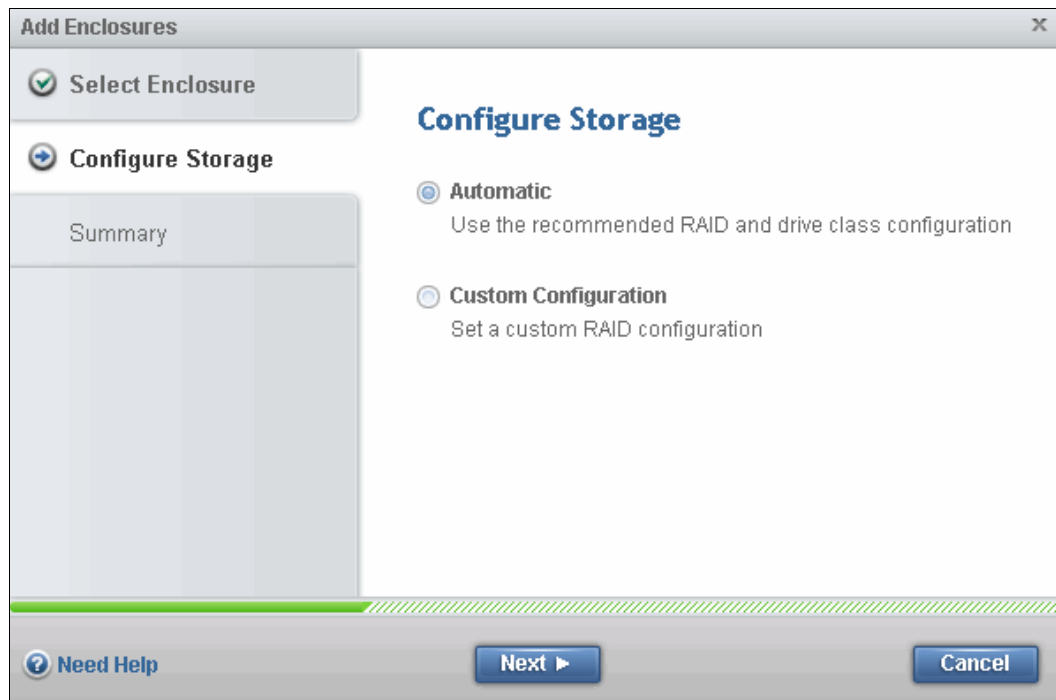 Add Enclosures
x
Select Enclosure
Configure Storage
Summary
Configure Storage
Automatic
Use the recommended RAID and drive class configuration
Custom Configuration
Set a custom RAID configuration
? Need Help
Next
Cancel